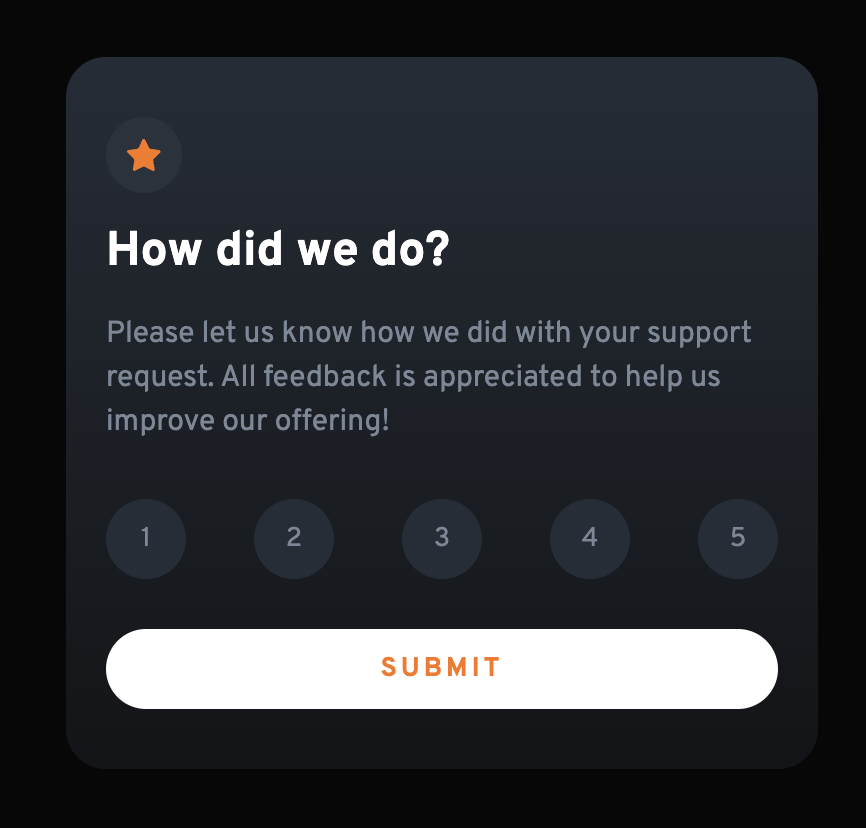 How did we do?
Please let us know how we did with your support
request. All feedback is appreciated to help us
improve our offering!
1 2 3 4 5
SUBMIT